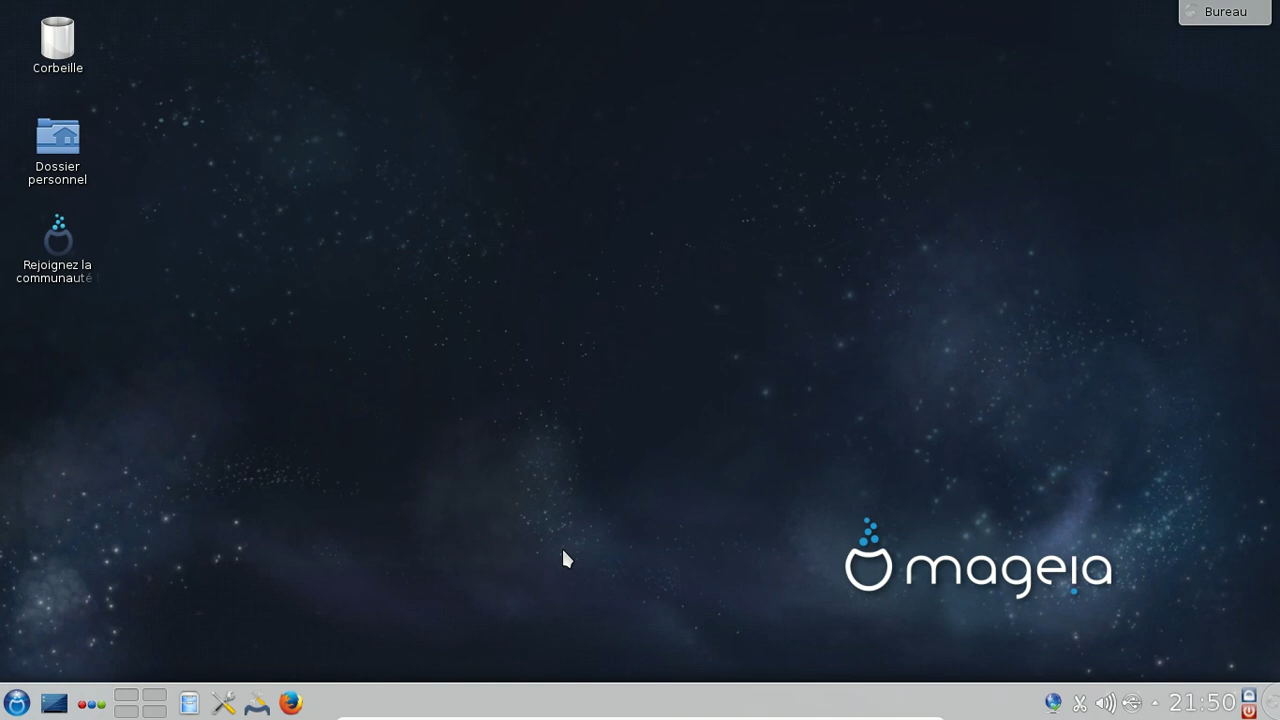 Bureau
Corbeille
Dossier
personnel
Rejoignez la
communauté
mageia
21:50